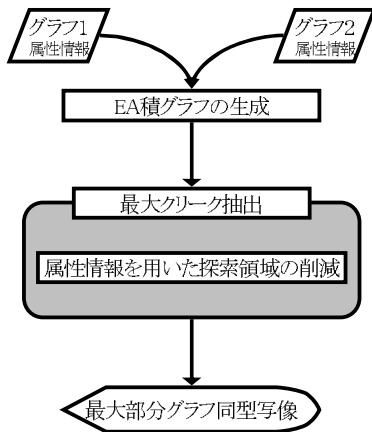 グラフ1
属性情報
グラフ2
属性情報
EA積グラフの生成
最大クリーク抽出
属性情報を用いた探索領域の削減
最大部分グラフ同型写像